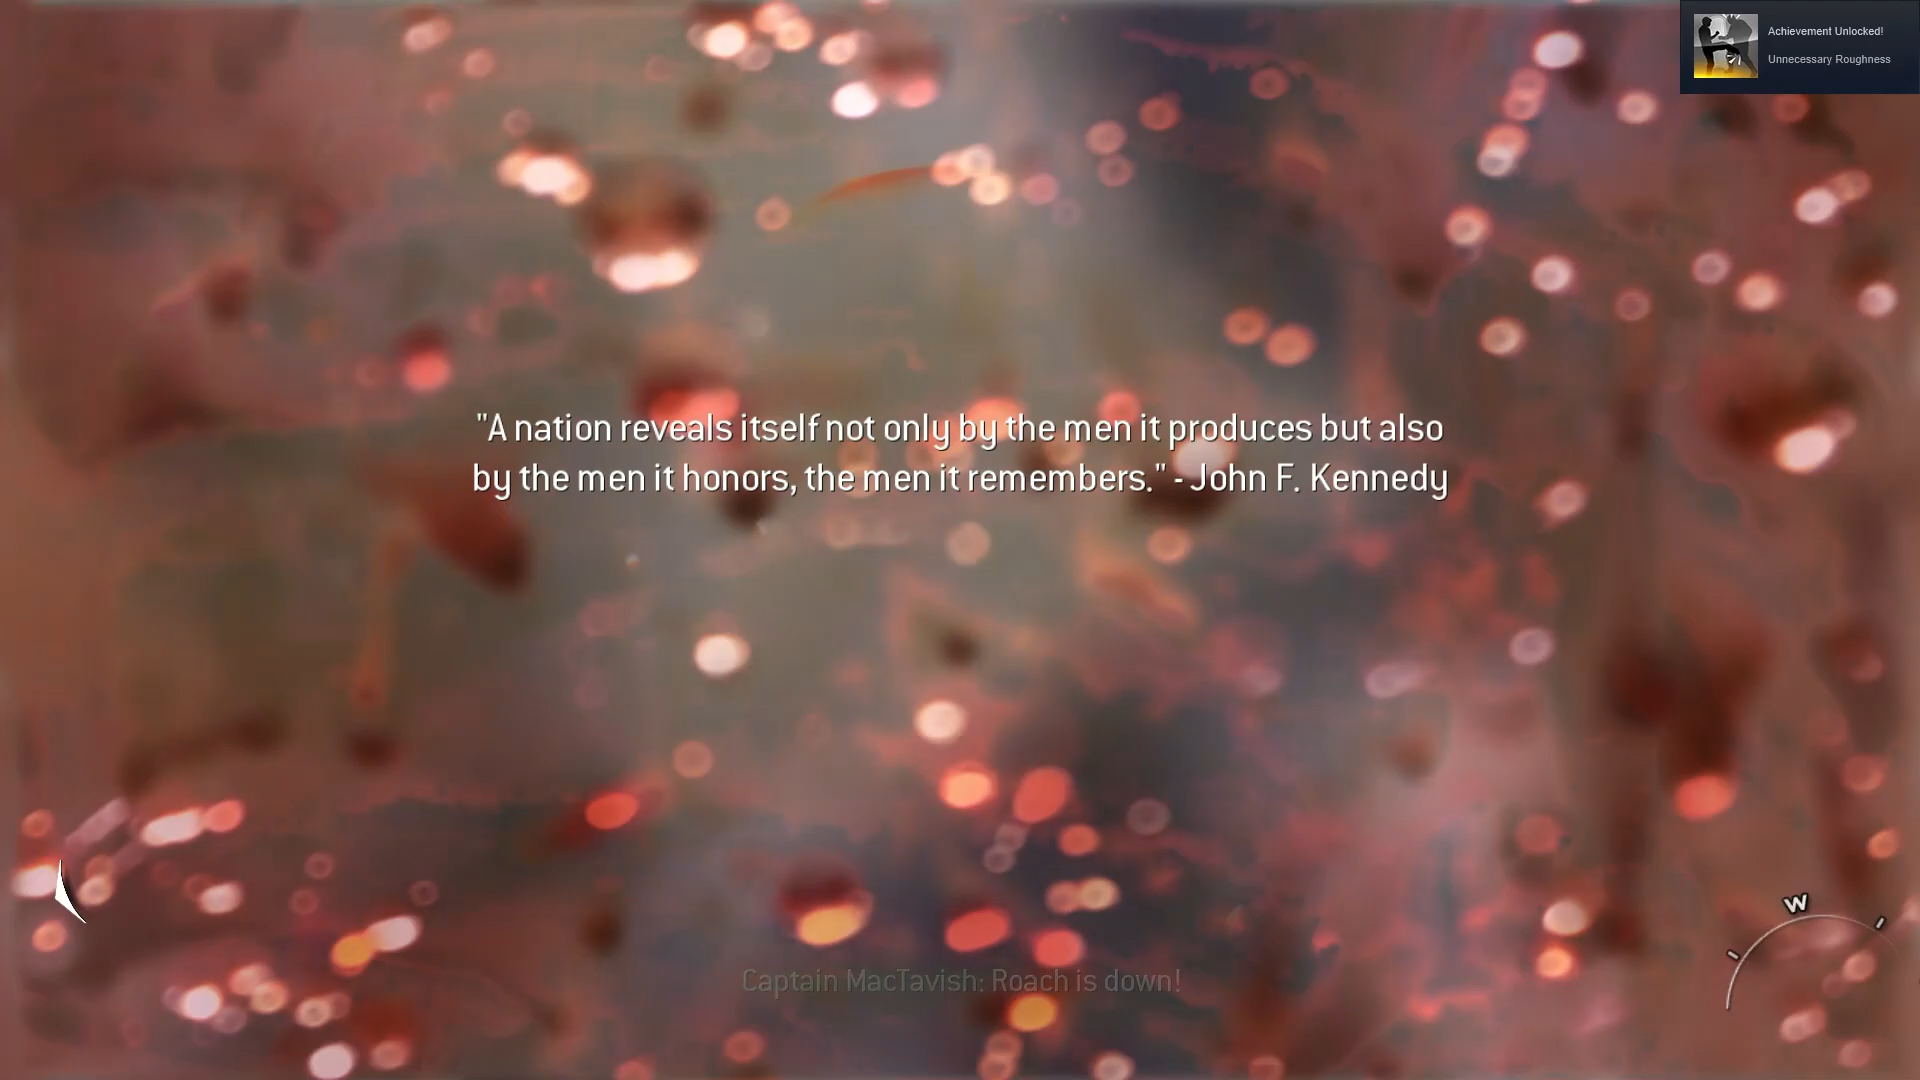 Achievement Unlocked!
Unnecessary Roughness
"A nation reveals itself not only by the men it produces but also
by the men it honors, the men it remembers." - John F. Kennedy
W
Captain MacTavish: Roach is down!